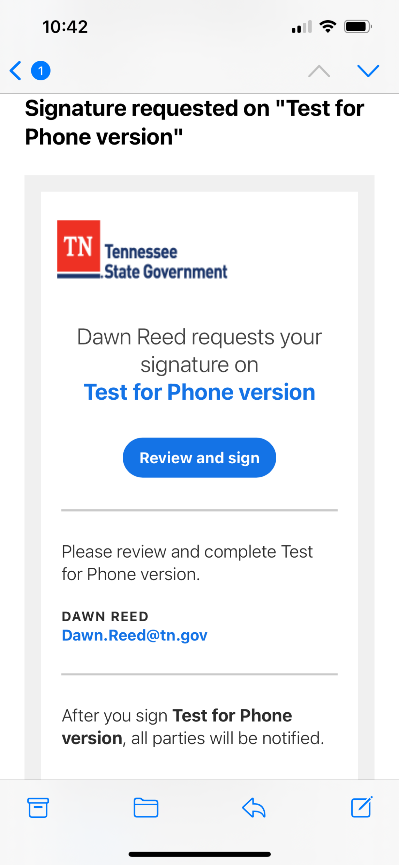 10:42
1
Signature requested on "Test for
Phone version"
TN
Tennessee
State Government
Dawn Reed requests your
signature on
Test for Phone version
Review and sign
Please review and complete Test
for Phone version.
DAWN REED
Dawn.Reed@tn.gov
After you sign Test for Phone
version, all parties will be notified.